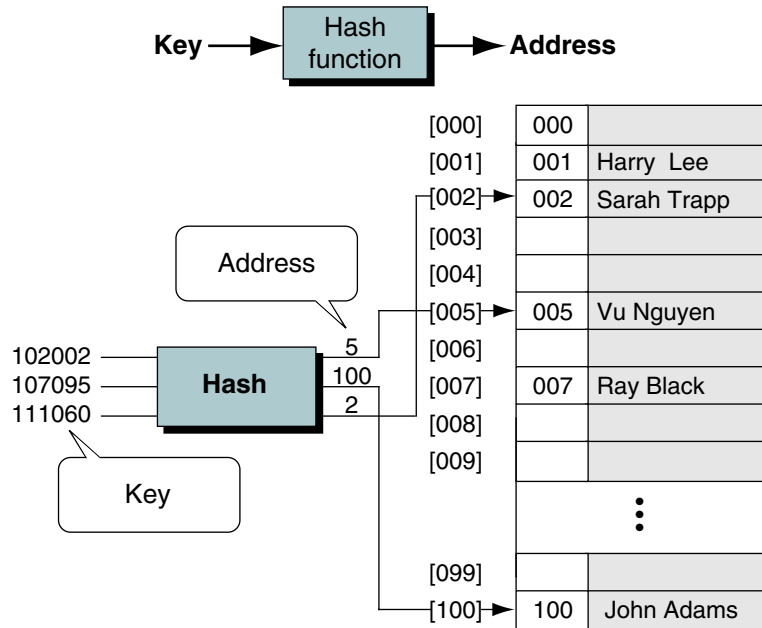 Key Hash function Address
[000] 000
[001] 001 Harry Lee
[002] 002 Sarah Trapp
[003]
Address
[004]
[005] 005 Vu Nguyen
5
102002
[006]
107095 Hash 100 [007] 007 Ray Black
111060 2
[008]
[009]
Key
[099]
[100] 100 John Adams